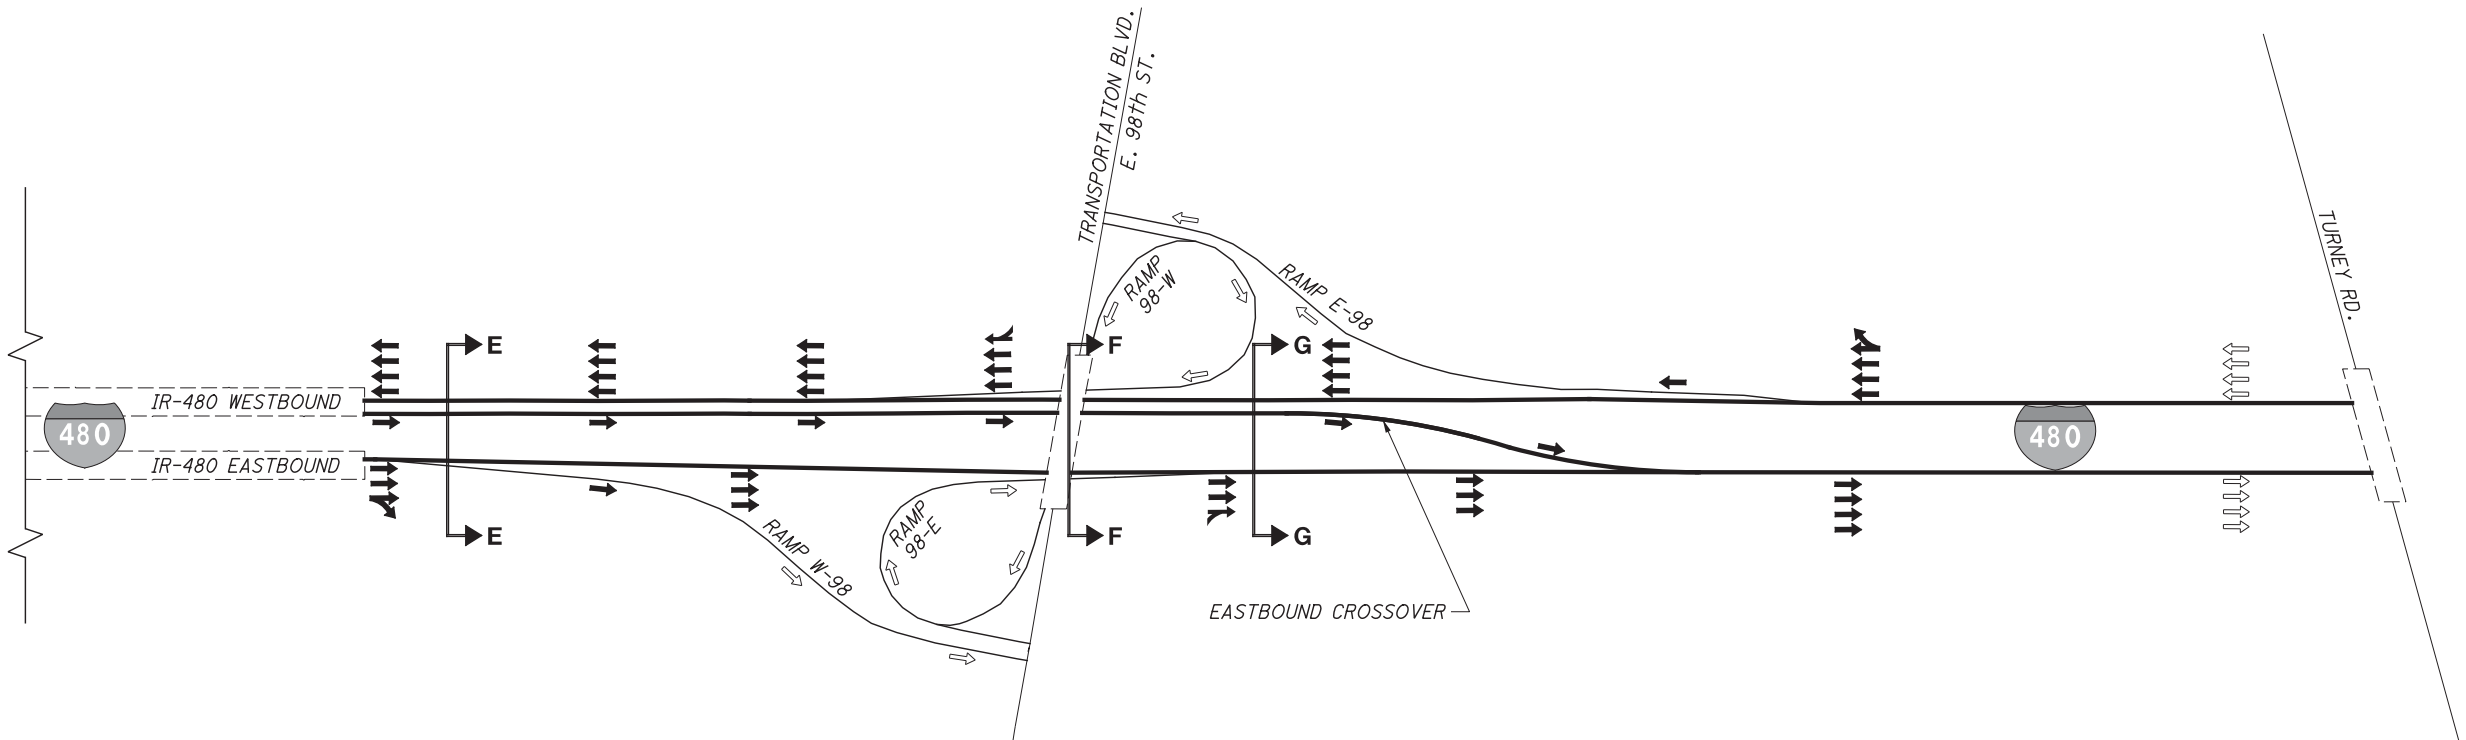 TRANSPORTATION BLVD.
E. 98th ST.
TURNEY RD.
RAMP
98-W
RAMP E-98
E
F
G
IR-480 WESTBOUND
480
480
IR-480 EASTBOUND
RAMP
98-E
E
F
G
RAMP W-98
EASTBOUND CROSSOVER